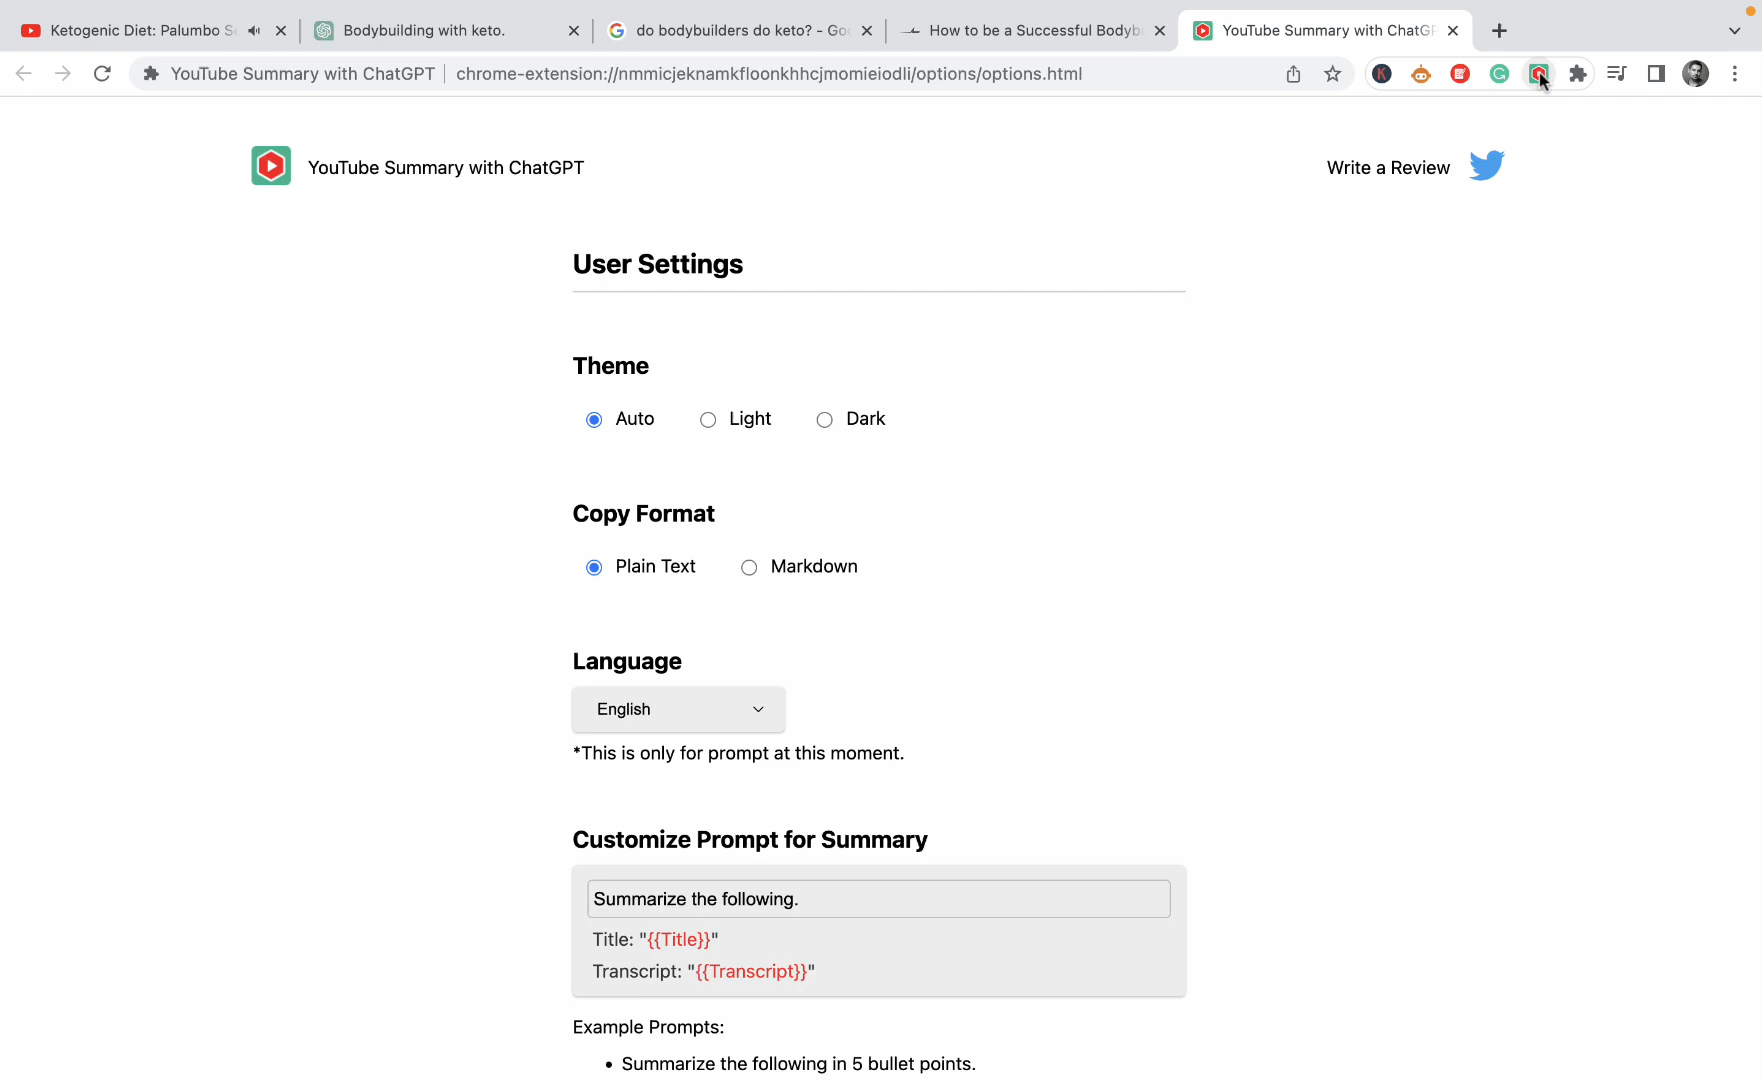 Ketogenic Diet: Palumbo S
Bodybuilding with keto.
do bodybuilders do keto? - Goo
How to be a Successful Bodyb
YouTube Summary with ChatGP
YouTube Summary with ChatGPT
chrome-extension://nmmicjeknamkfloonkhhcjmomieiodli/options/options.html
YouTube Summary with ChatGPT
Write a Review
User Settings
Theme
Auto
Light
Dark
Copy Format
Plain Text
Markdown
Language
English
*This is only for prompt at this moment.
Customize Prompt for Summary
Summarize the following.
Title: "{{Title}}"
Transcript: "{{Transcript}}"
Example Prompts:
• Summarize the following in 5 bullet points.